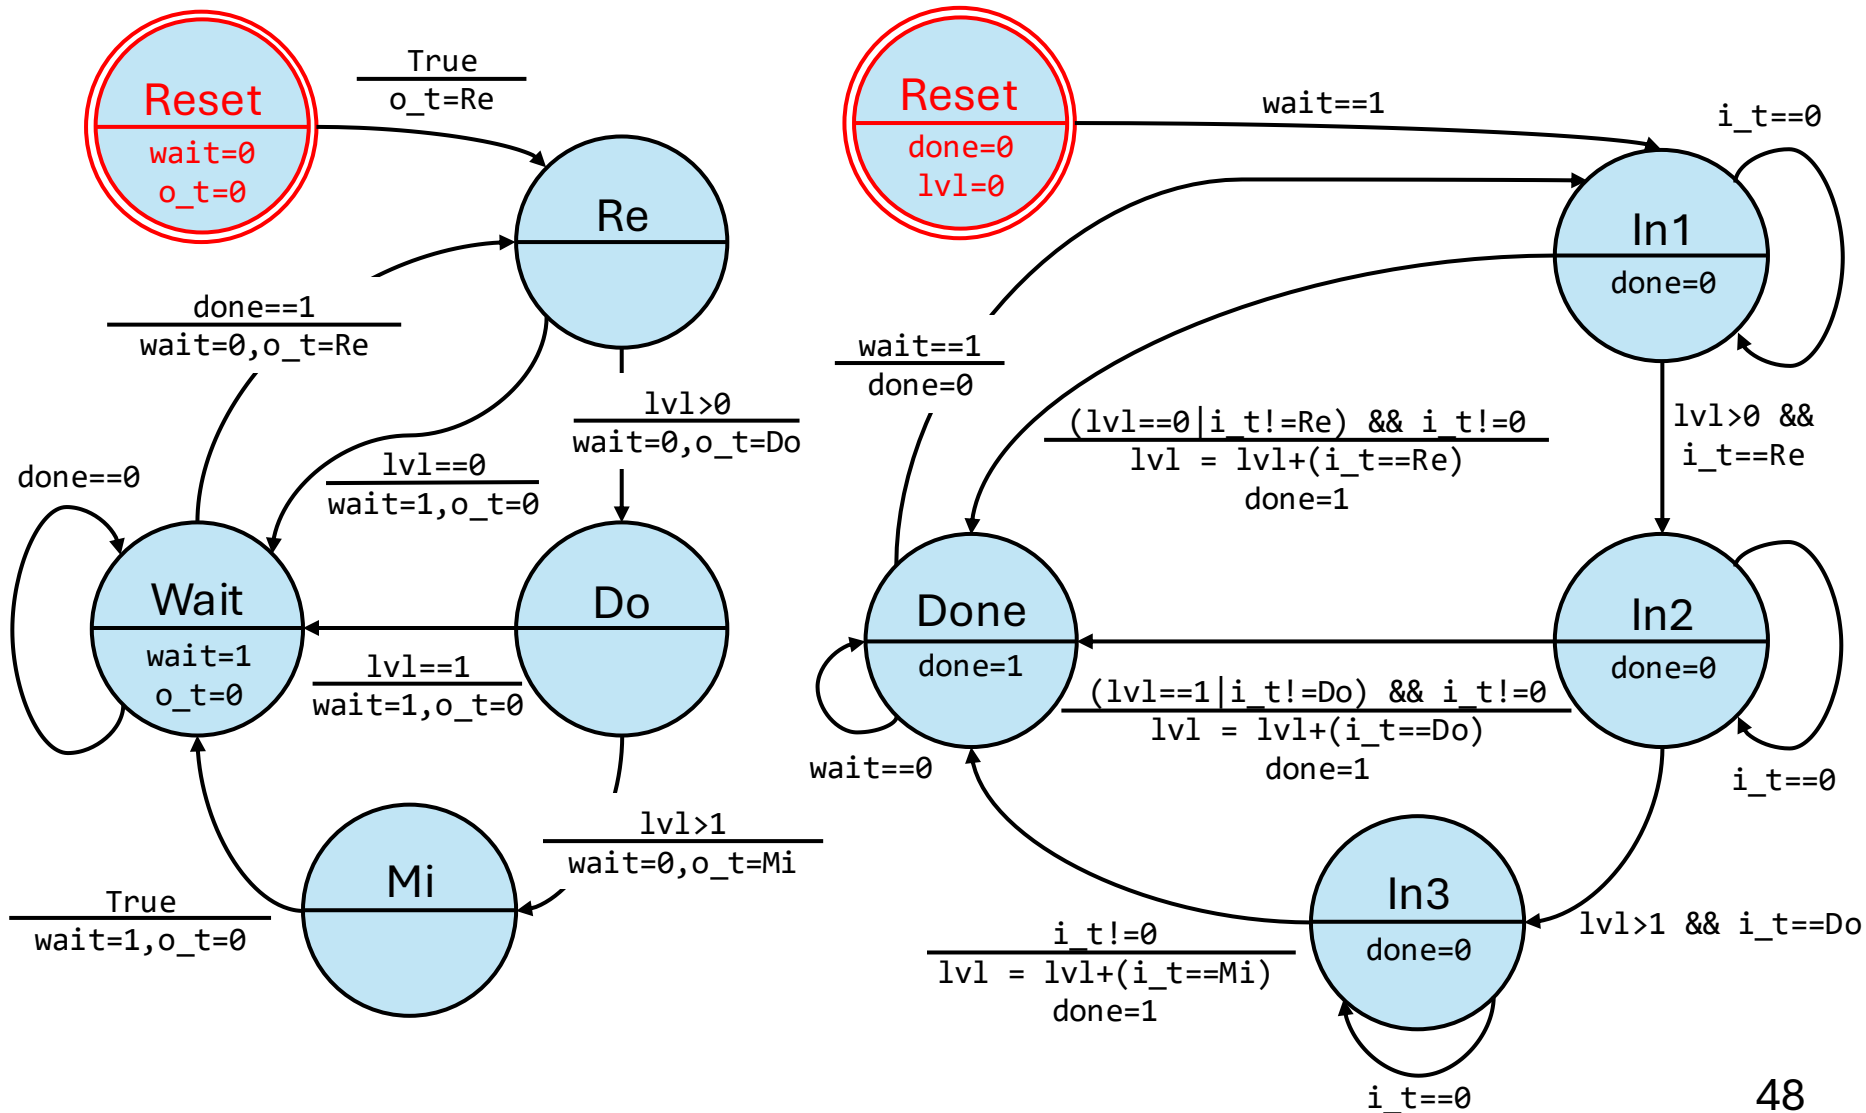 Reset
wait=0
o_t=0
True
o_t=Re
Re
done==1
wait=0,o_t=Re
lvl>0
wait=0,o_t=Do
lvl==0
wait=1,o_t=0
done==0
Wait
wait=1
o_t=0
Do
lvl==1
wait=1,o_t=0
lvl>1
wait=0,o_t=Mi
Mi
True
wait=1,o_t=0
Reset
done=0
lvl=0
wait==1
i_t==0
In1
done=0
wait==1
done=0
(lvl==0|i_t!=Re) && i_t!=0
lvl = lvl+(i_t==Re)
done=1
lvl>0 &&
i_t==Re
Done
done=1
wait==0
In2
done=0
(lvl==1|i_t!=Do) && i_t!=0
lvl = lvl+(i_t==Do)
done=1
i_t==0
In3
done=0
lvl>1 && i_t==Do
i_t!=0
lvl = lvl+(i_t==Mi)
done=1
i_t==0
48